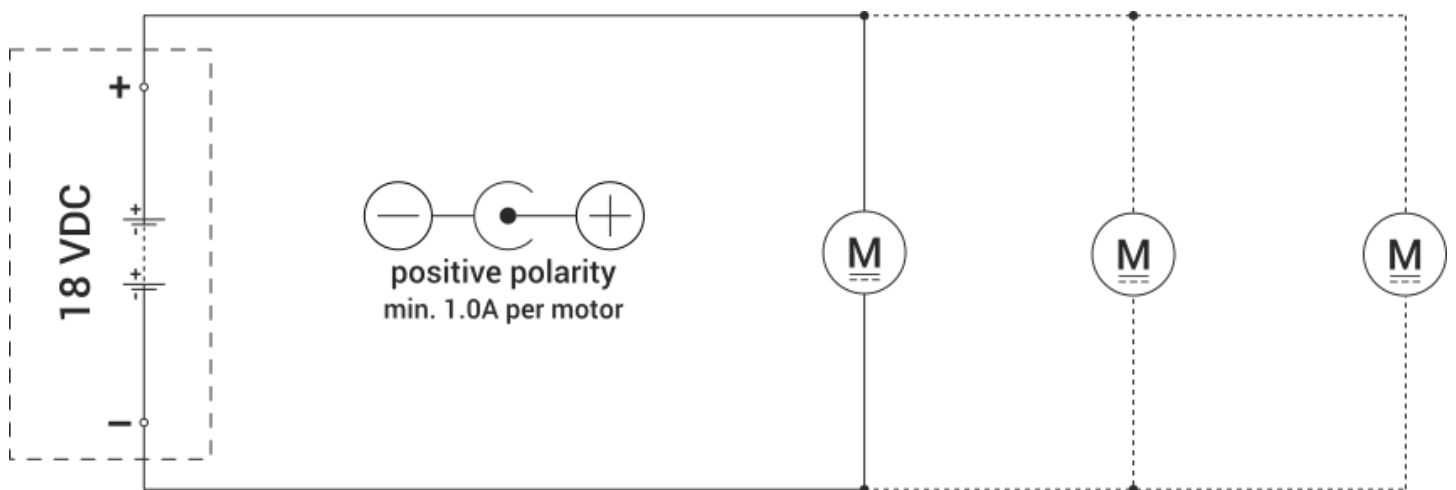 +
18 VDC
+
-
+
-
−
− +
positive polarity
min. 1.0A per motor
M
M
M